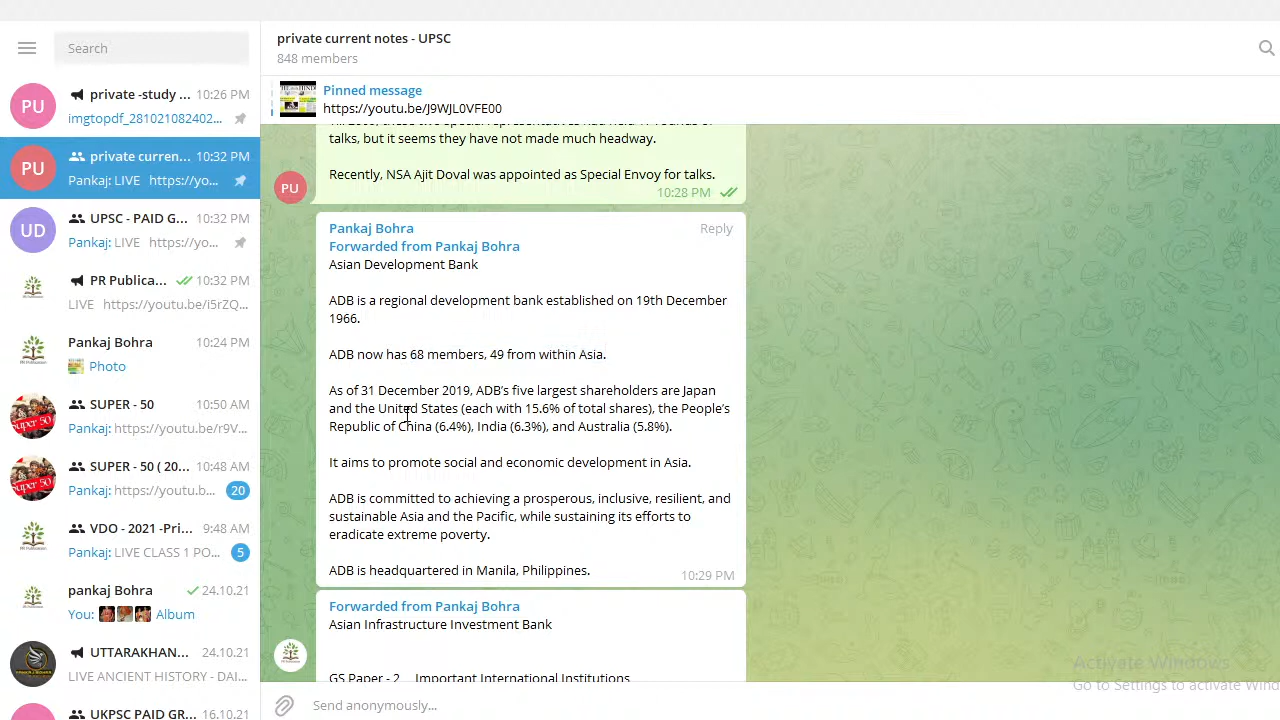 Search
PU
private -study ...
10:26 PM
imgtopdf_281021082402...
PU
private curren...
10:32 PM
Pankaj: LIVE https://yo...
UD
UPSC - PAID G...
10:32 PM
Pankaj: LIVE https://yo...
PR Publica...
10:32 PM
LIVE https://youtu.be/i5rZQ...
Pankaj Bohra
10:24 PM
Photo
SUPER - 50
10:50 AM
Pankaj: https://youtu.be/r9V...
SUPER - 50 ( 20...
10:48 AM
Pankaj: https://youtu.b...
20
VDO - 2021 -Pri...
9:48 AM
Pankaj: LIVE CLASS 1 PO...
5
pankaj Bohra
24.10.21
You: Album
UTTARAKHAN...
24.10.21
LIVE ANCIENT HISTORY - DAI...
UKPSC PAID GR...
16.10.21
private current notes - UPSC
848 members
Pinned message
https://youtu.be/J9WJL0VFE00
talks, but it seems they have not made much headway.
Recently, NSA Ajit Doval was appointed as Special Envoy for talks.
10:28 PM
PU
Pankaj Bohra
Reply
Forwarded from Pankaj Bohra
Asian Development Bank
ADB is a regional development bank established on 19th December
1966.
ADB now has 68 members, 49 from within Asia.
As of 31 December 2019, ADB's five largest shareholders are Japan
and the United States (each with 15.6% of total shares), the People's
Republic of China (6.4%), India (6.3%), and Australia (5.8%).
It aims to promote social and economic development in Asia.
ADB is committed to achieving a prosperous, inclusive, resilient, and
sustainable Asia and the Pacific, while sustaining its efforts to
eradicate extreme poverty.
ADB is headquartered in Manila, Philippines.
10:29 PM
Forwarded from Pankaj Bohra
Asian Infrastructure Investment Bank
GS Paper - 2 Important International Institutions
Send anonymously...
Activate Windows
Go to Settings to activate Wind